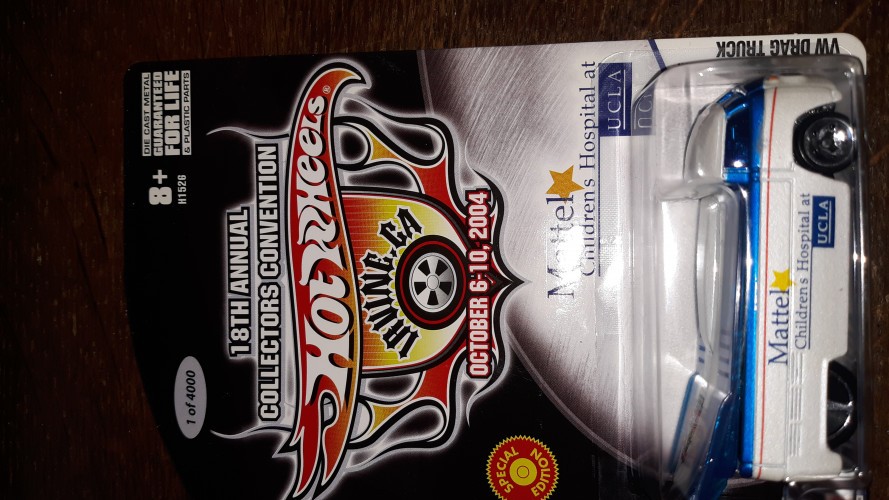 DIE CAST METAL
GUARANTEED
FOR LIFE
& PLASTIC PARTS
8+
H1526
1 of 4000
18TH ANNUAL
COLLECTORS CONVENTION
Hot Wheels®
IRVINE, CA
OCTOBER 6-10, 2004
SPECIAL
EDITION
Mattel
Children's Hospital at
UCLA
UCLA
VW DRAG TRUCK
Mattel
Children's Hospital at
UCLA